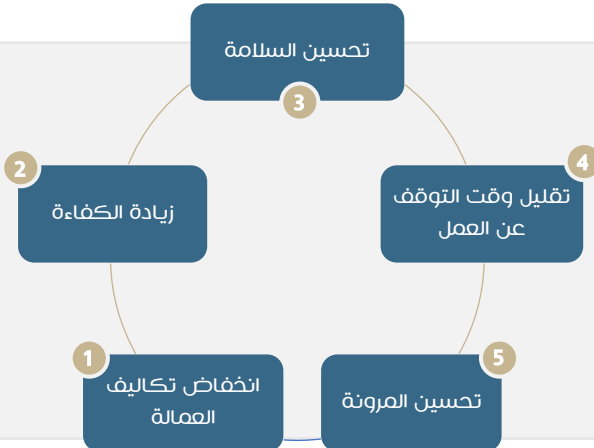 تحسين السلامة
3
2
زيادة الكفاءة
4
تقليل وقت التوقف
عن العمل
1
انخفاض تكاليف
العمالة
5
تحسين المرونة